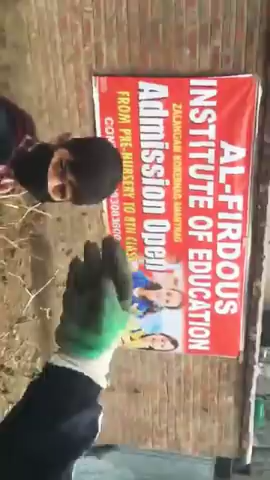 AL-FIRDOUS
INSTITUTE OF EDUCATION
Admission Open
FROM PRE-NURSERY TO 8TH CLASS